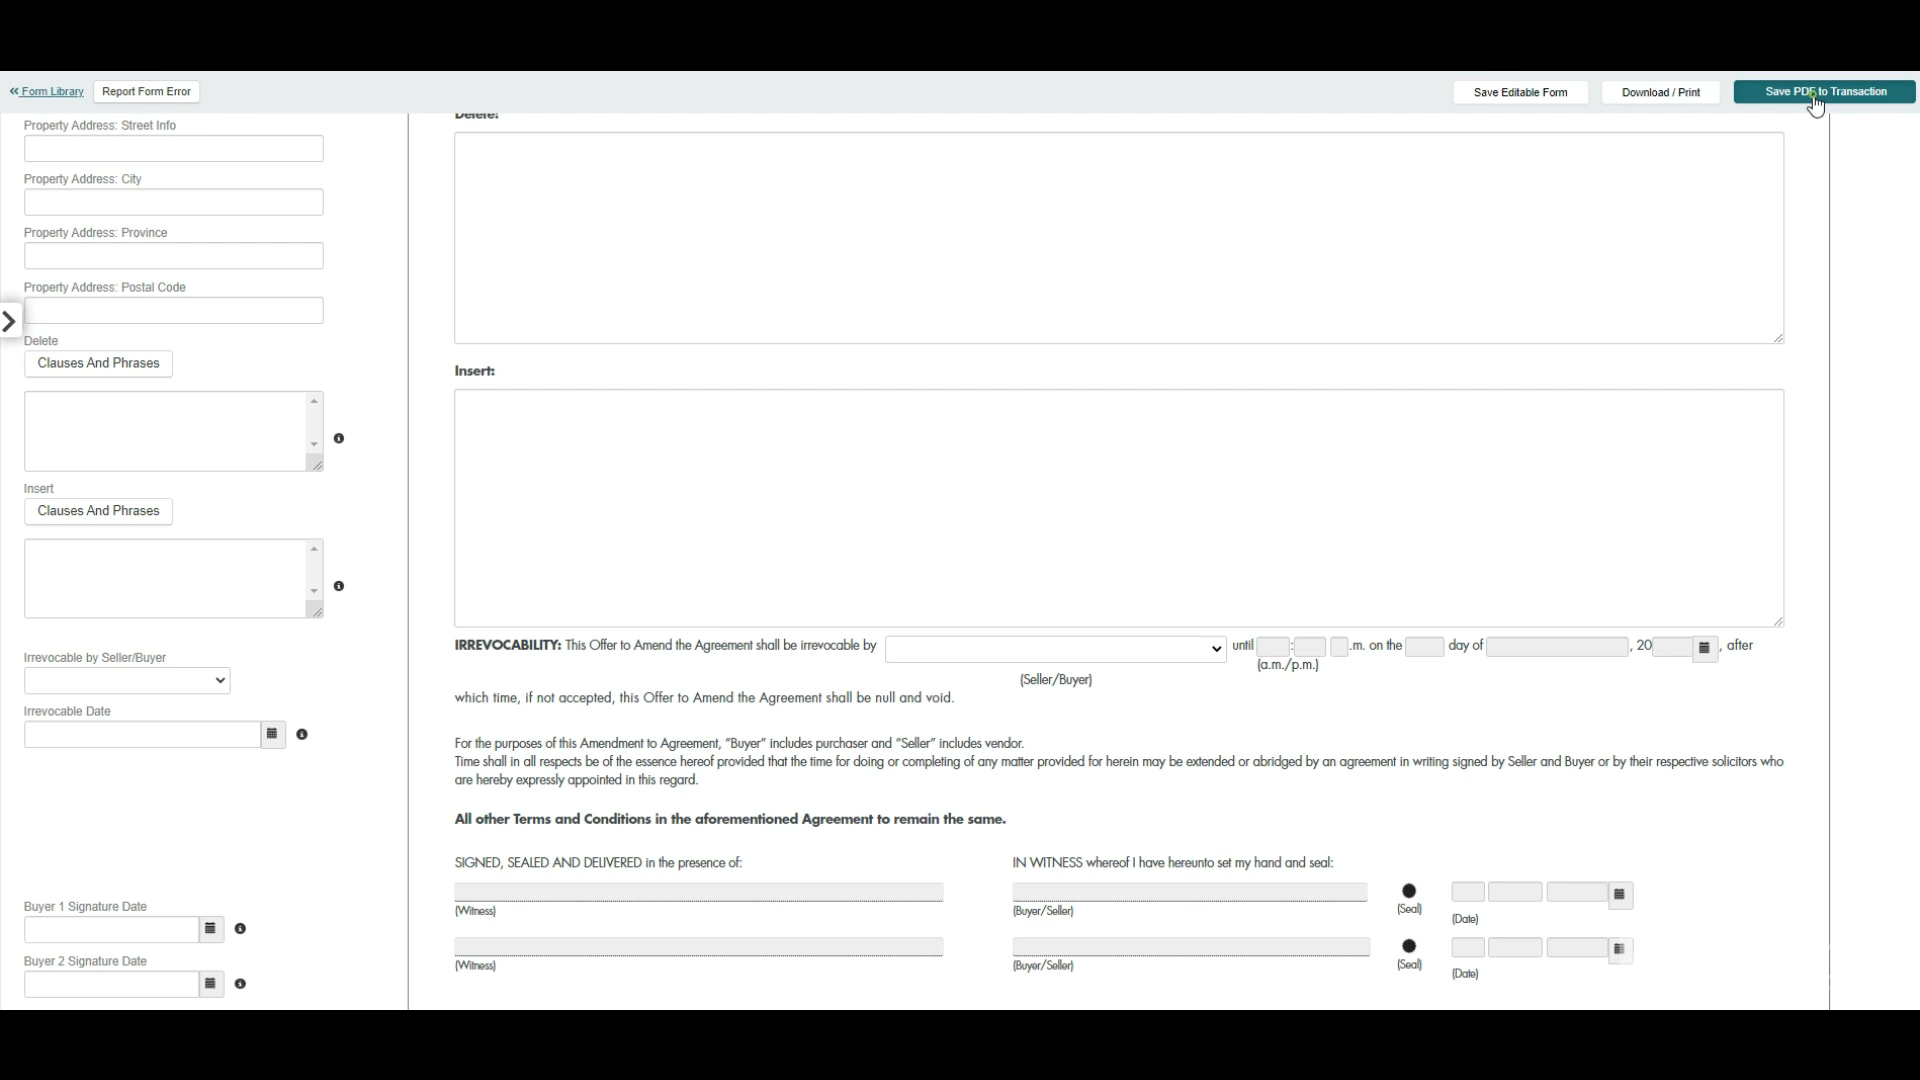 Form Library
Report Form Error
Save Editable Form
Download / Print
Save PDF to Transaction
Property Address: Street Info
Property Address: City
Property Address: Province
Property Address: Postal Code
Delete
Clauses And Phrases
Insert
Clauses And Phrases
Irrevocable by Seller/Buyer
Irrevocable Date
Buyer 1 Signature Date
Buyer 2 Signature Date
Delete:
Insert:
IRREVOCABILITY: This Offer to Amend the Agreement shall be irrevocable by until : .m. on the day of , 20 , after
(a.m./p.m.)
(Seller/Buyer)
which time, if not accepted, this Offer to Amend the Agreement shall be null and void.
For the purposes of this Amendment to Agreement, "Buyer" includes purchaser and "Seller" includes vendor.
Time shall in all respects be of the essence hereof provided that the time for doing or completing of any matter provided for herein may be extended or abridged by an agreement in writing signed by Seller and Buyer or by their respective solicitors who
are hereby expressly appointed in this regard.
All other Terms and Conditions in the aforementioned Agreement to remain the same.
SIGNED, SEALED AND DELIVERED in the presence of: IN WITNESS whereof I have hereunto set my hand and seal:
(Witness) (Buyer/Seller) (Seal) (Date)
(Witness) (Buyer/Seller) (Seal) (Date)